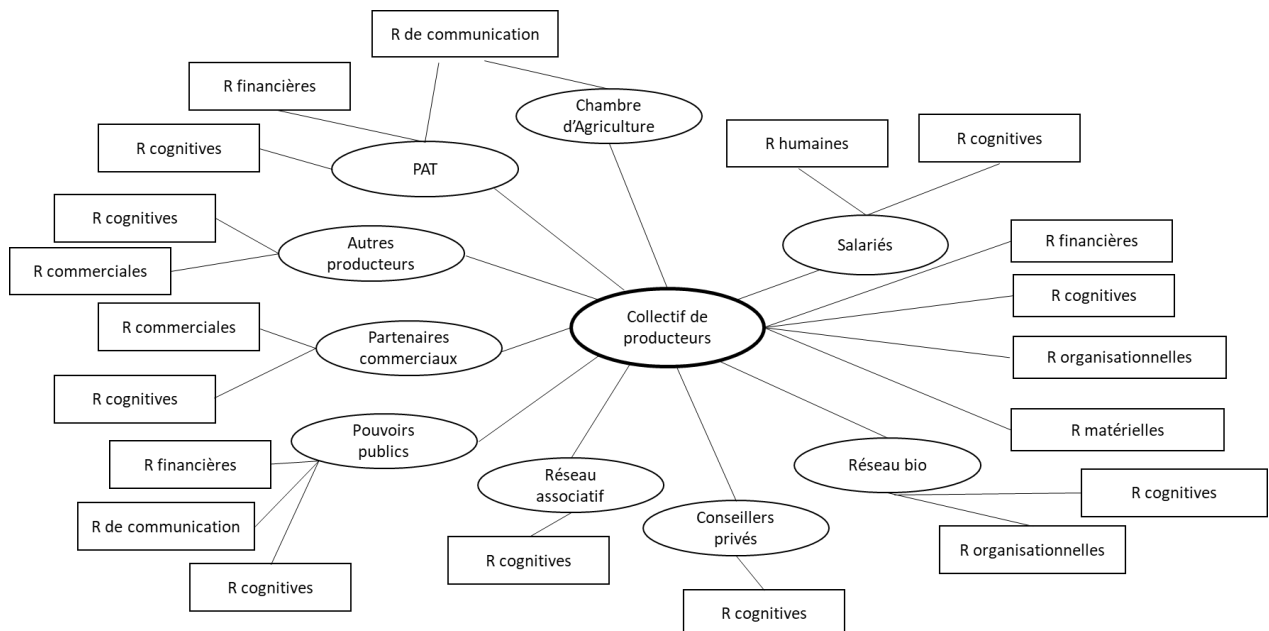 R de communication
R financières
Chambre
d'Agriculture
R humaines
R cognitives
R cognitives
PAT
R cognitives
Autres
producteurs
Salariés
R financières
R commerciales
R cognitives
R commerciales
Partenaires
commerciaux
Collectif de
producteurs
R organisationnelles
R cognitives
R matérielles
Pouvoirs
publics
R financières
Réseau bio
Réseau
associatif
R cognitives
R de communication
Conseillers
privés
R organisationnelles
R cognitives
R cognitives
R cognitives